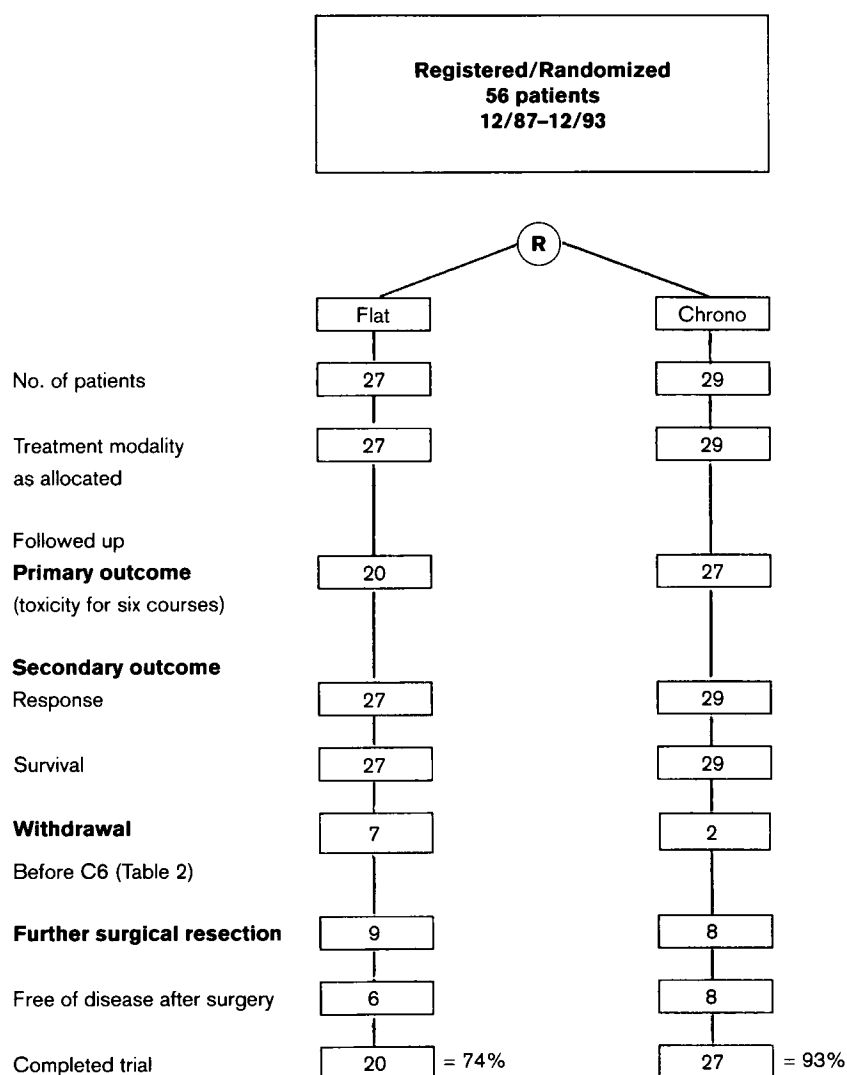 Registered/Randomized
56 patients
12/87–12/93
R
Flat Chrono
No. of patients 27 29
Treatment modality 27 29
as allocated
Followed up
Primary outcome 20 27
(toxicity for six courses)
Secondary outcome
Response 27 29
Survival 27 29
Withdrawal 7 2
Before C6 (Table 2)
Further surgical resection 9 8
Free of disease after surgery 6 8
Completed trial 20 = 74% 27 = 93%